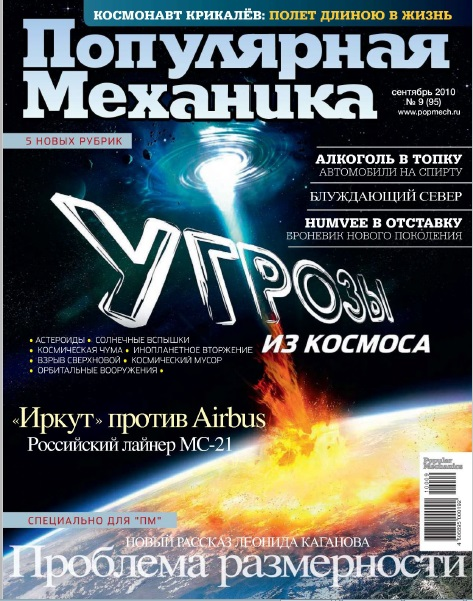 КОСМОНАВТ КРИКАЛЁВ: ПОЛЕТ ДЛИНОЮ В ЖИЗНЬ
Популярная
Механика
сентябрь 2010
№ 9 (95)
www.popmech.ru
5 НОВЫХ РУБРИК
АЛКОГОЛЬ В ТОПКУ
АВТОМОБИЛИ НА СПИРТУ
БЛУЖДАЮЩИЙ СЕВЕР
HUMVEE В ОТСТАВКУ
БРОНЕВИК НОВОГО ПОКОЛЕНИЯ
УГРОЗЫ
ИЗ КОСМОСА
• АСТЕРОИДЫ • СОЛНЕЧНЫЕ ВСПЫШКИ
• КОСМИЧЕСКАЯ ЧУМА • ИНОПЛАНЕТНОЕ ВТОРЖЕНИЕ
• ВЗРЫВ СВЕРХНОВОЙ • КОСМИЧЕСКИЙ МУСОР
• ОРБИТАЛЬНЫЕ ВООРУЖЕНИЯ •
«Иркут» против Airbus
Российский лайнер МС-21
Popular
Mechanics
СПЕЦИАЛЬНО ДЛЯ "ПМ"
НОВЫЙ РАССКАЗ ЛЕОНИДА КАГАНОВА
Проблема размерности